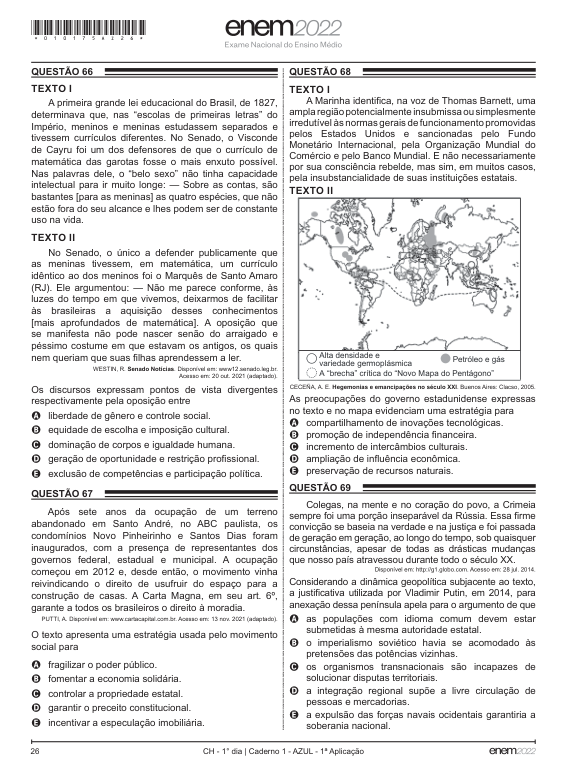 *010175AZ26*
enem2022
Exame Nacional do Ensino Médio
QUESTÃO 66
TEXTO I
A primeira grande lei educacional do Brasil, de 1827,
determinava que, nas “escolas de primeiras letras” do
Império, meninos e meninas estudassem separados e
tivessem currículos diferentes. No Senado, o Visconde
de Cayru foi um dos defensores de que o currículo de
matemática das garotas fosse o mais enxuto possível.
Nas palavras dele, o “belo sexo” não tinha capacidade
intelectual para ir muito longe: — Sobre as contas, são
bastantes [para as meninas] as quatro espécies, que não
estão fora do seu alcance e lhes podem ser de constante
uso na vida.
TEXTO II
No Senado, o único a defender publicamente que
as meninas tivessem, em matemática, um currículo
idêntico ao dos meninos foi o Marquês de Santo Amaro
(RJ). Ele argumentou: — Não me parece conforme, às
luzes do tempo em que vivemos, deixarmos de facilitar
às brasileiras a aquisição desses conhecimentos
[mais aprofundados de matemática]. A oposição que
se manifesta não pode nascer senão do arraigado e
péssimo costume em que estavam os antigos, os quais
nem queriam que suas filhas aprendessem a ler.
WESTIN, R. Senado Notícias. Disponível em: www12.senado.leg.br.
Acesso em: 20 out. 2021 (adaptado).
Os discursos expressam pontos de vista divergentes
respectivamente pela oposição entre
A liberdade de gênero e controle social.
B equidade de escolha e imposição cultural.
C dominação de corpos e igualdade humana.
D geração de oportunidade e restrição profissional.
E exclusão de competências e participação política.
QUESTÃO 67
Após sete anos da ocupação de um terreno
abandonado em Santo André, no ABC paulista, os
condomínios Novo Pinheirinho e Santos Dias foram
inaugurados, com a presença de representantes dos
governos federal, estadual e municipal. A ocupação
começou em 2012 e, desde então, o movimento vinha
reivindicando o direito de usufruir do espaço para a
construção de casas. A Carta Magna, em seu art. 6º,
garante a todos os brasileiros o direito à moradia.
PUTTI, A. Disponível em: www.cartacapital.com.br. Acesso em: 13 nov. 2021 (adaptado).
O texto apresenta uma estratégia usada pelo movimento
social para
A fragilizar o poder público.
B fomentar a economia solidária.
C controlar a propriedade estatal.
D garantir o preceito constitucional.
E incentivar a especulação imobiliária.
QUESTÃO 68
TEXTO I
A Marinha identifica, na voz de Thomas Barnett, uma
ampla região potencialmente insubmissa ou simplesmente
irredutível às normas gerais de funcionamento promovidas
pelos Estados Unidos e sancionadas pelo Fundo
Monetário Internacional, pela Organização Mundial do
Comércio e pelo Banco Mundial. E não necessariamente
por sua consciência rebelde, mas sim, em muitos casos,
pela insubstancialidade de suas instituições estatais.
TEXTO II
Alta densidade e
variedade germoplásmica
Petróleo e gás
A “brecha” crítica do “Novo Mapa do Pentágono”
CECEÑA, A. E. Hegemonías e emancipações no século XXI. Buenos Aires: Clacso, 2005.
As preocupações do governo estadunidense expressas
no texto e no mapa evidenciam uma estratégia para
A compartilhamento de inovações tecnológicas.
B promoção de independência financeira.
C incremento de intercâmbios culturais.
D ampliação de influência econômica.
E preservação de recursos naturais.
QUESTÃO 69
Colegas, na mente e no coração do povo, a Crimeia
sempre foi uma porção inseparável da Rússia. Essa firme
convicção se baseia na verdade e na justiça e foi passada
de geração em geração, ao longo do tempo, sob quaisquer
circunstâncias, apesar de todas as drásticas mudanças
que nosso país atravessou durante todo o século XX.
Disponível em: http://g1.globo.com. Acesso em: 28 jul. 2014.
Considerando a dinâmica geopolítica subjacente ao texto,
a justificativa utilizada por Vladimir Putin, em 2014, para
anexação dessa península apela para o argumento de que
A as populações com idioma comum devem estar
submetidas à mesma autoridade estatal.
B o imperialismo soviético havia se acomodado às
pretensões das potências vizinhas.
C os organismos transnacionais são incapazes de
solucionar disputas territoriais.
D a integração regional supõe a livre circulação de
pessoas e mercadorias.
E a expulsão das forças navais ocidentais garantiria a
soberania nacional.
26
CH - 1° dia | Caderno 1 - AZUL - 1ª Aplicação
enem2022